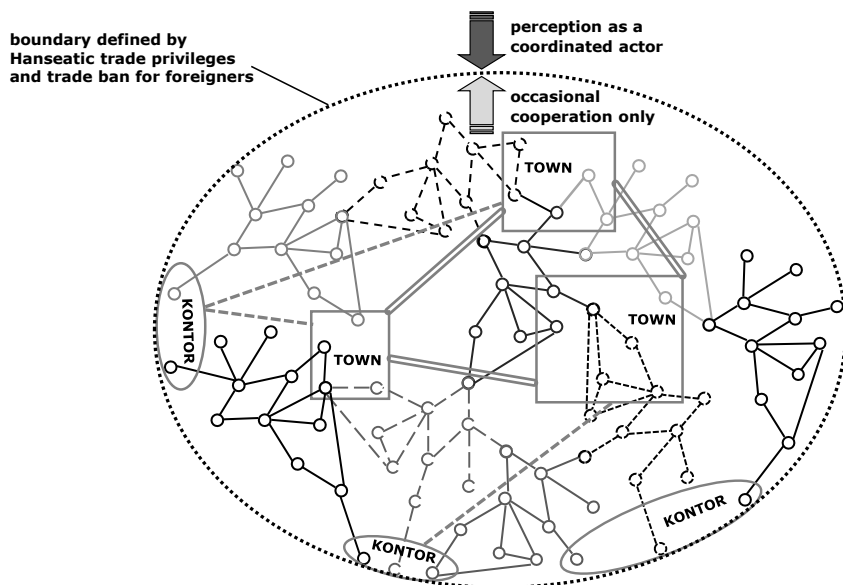 perception as a
coordinated actor
boundary defined by
Hanseatic trade privileges
and trade ban for foreigners
occasional
cooperation only
TOWN
KONTOR
TOWN
TOWN
KONTOR
KONTOR